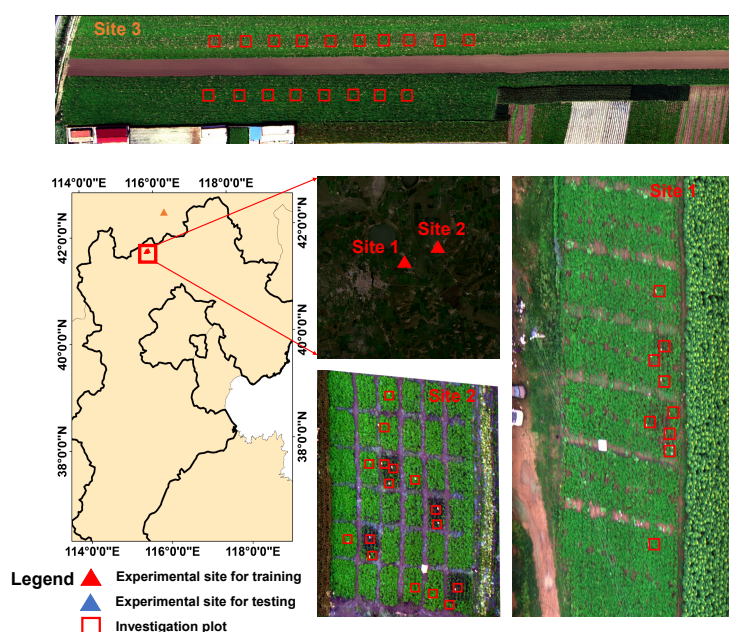 Site 3
114°0'0"E
116°0'0"E
118°0'0"E
42°0'0"N
42°0'0"N
40°0'0"N
40°0'0"N
38°0'0"N
38°0'0"N
114°0'0"E
116°0'0"E
118°0'0"E
Site 1
Site 2
Site 1
Site 2
Legend
Experimental site for training
Experimental site for testing
Investigation plot